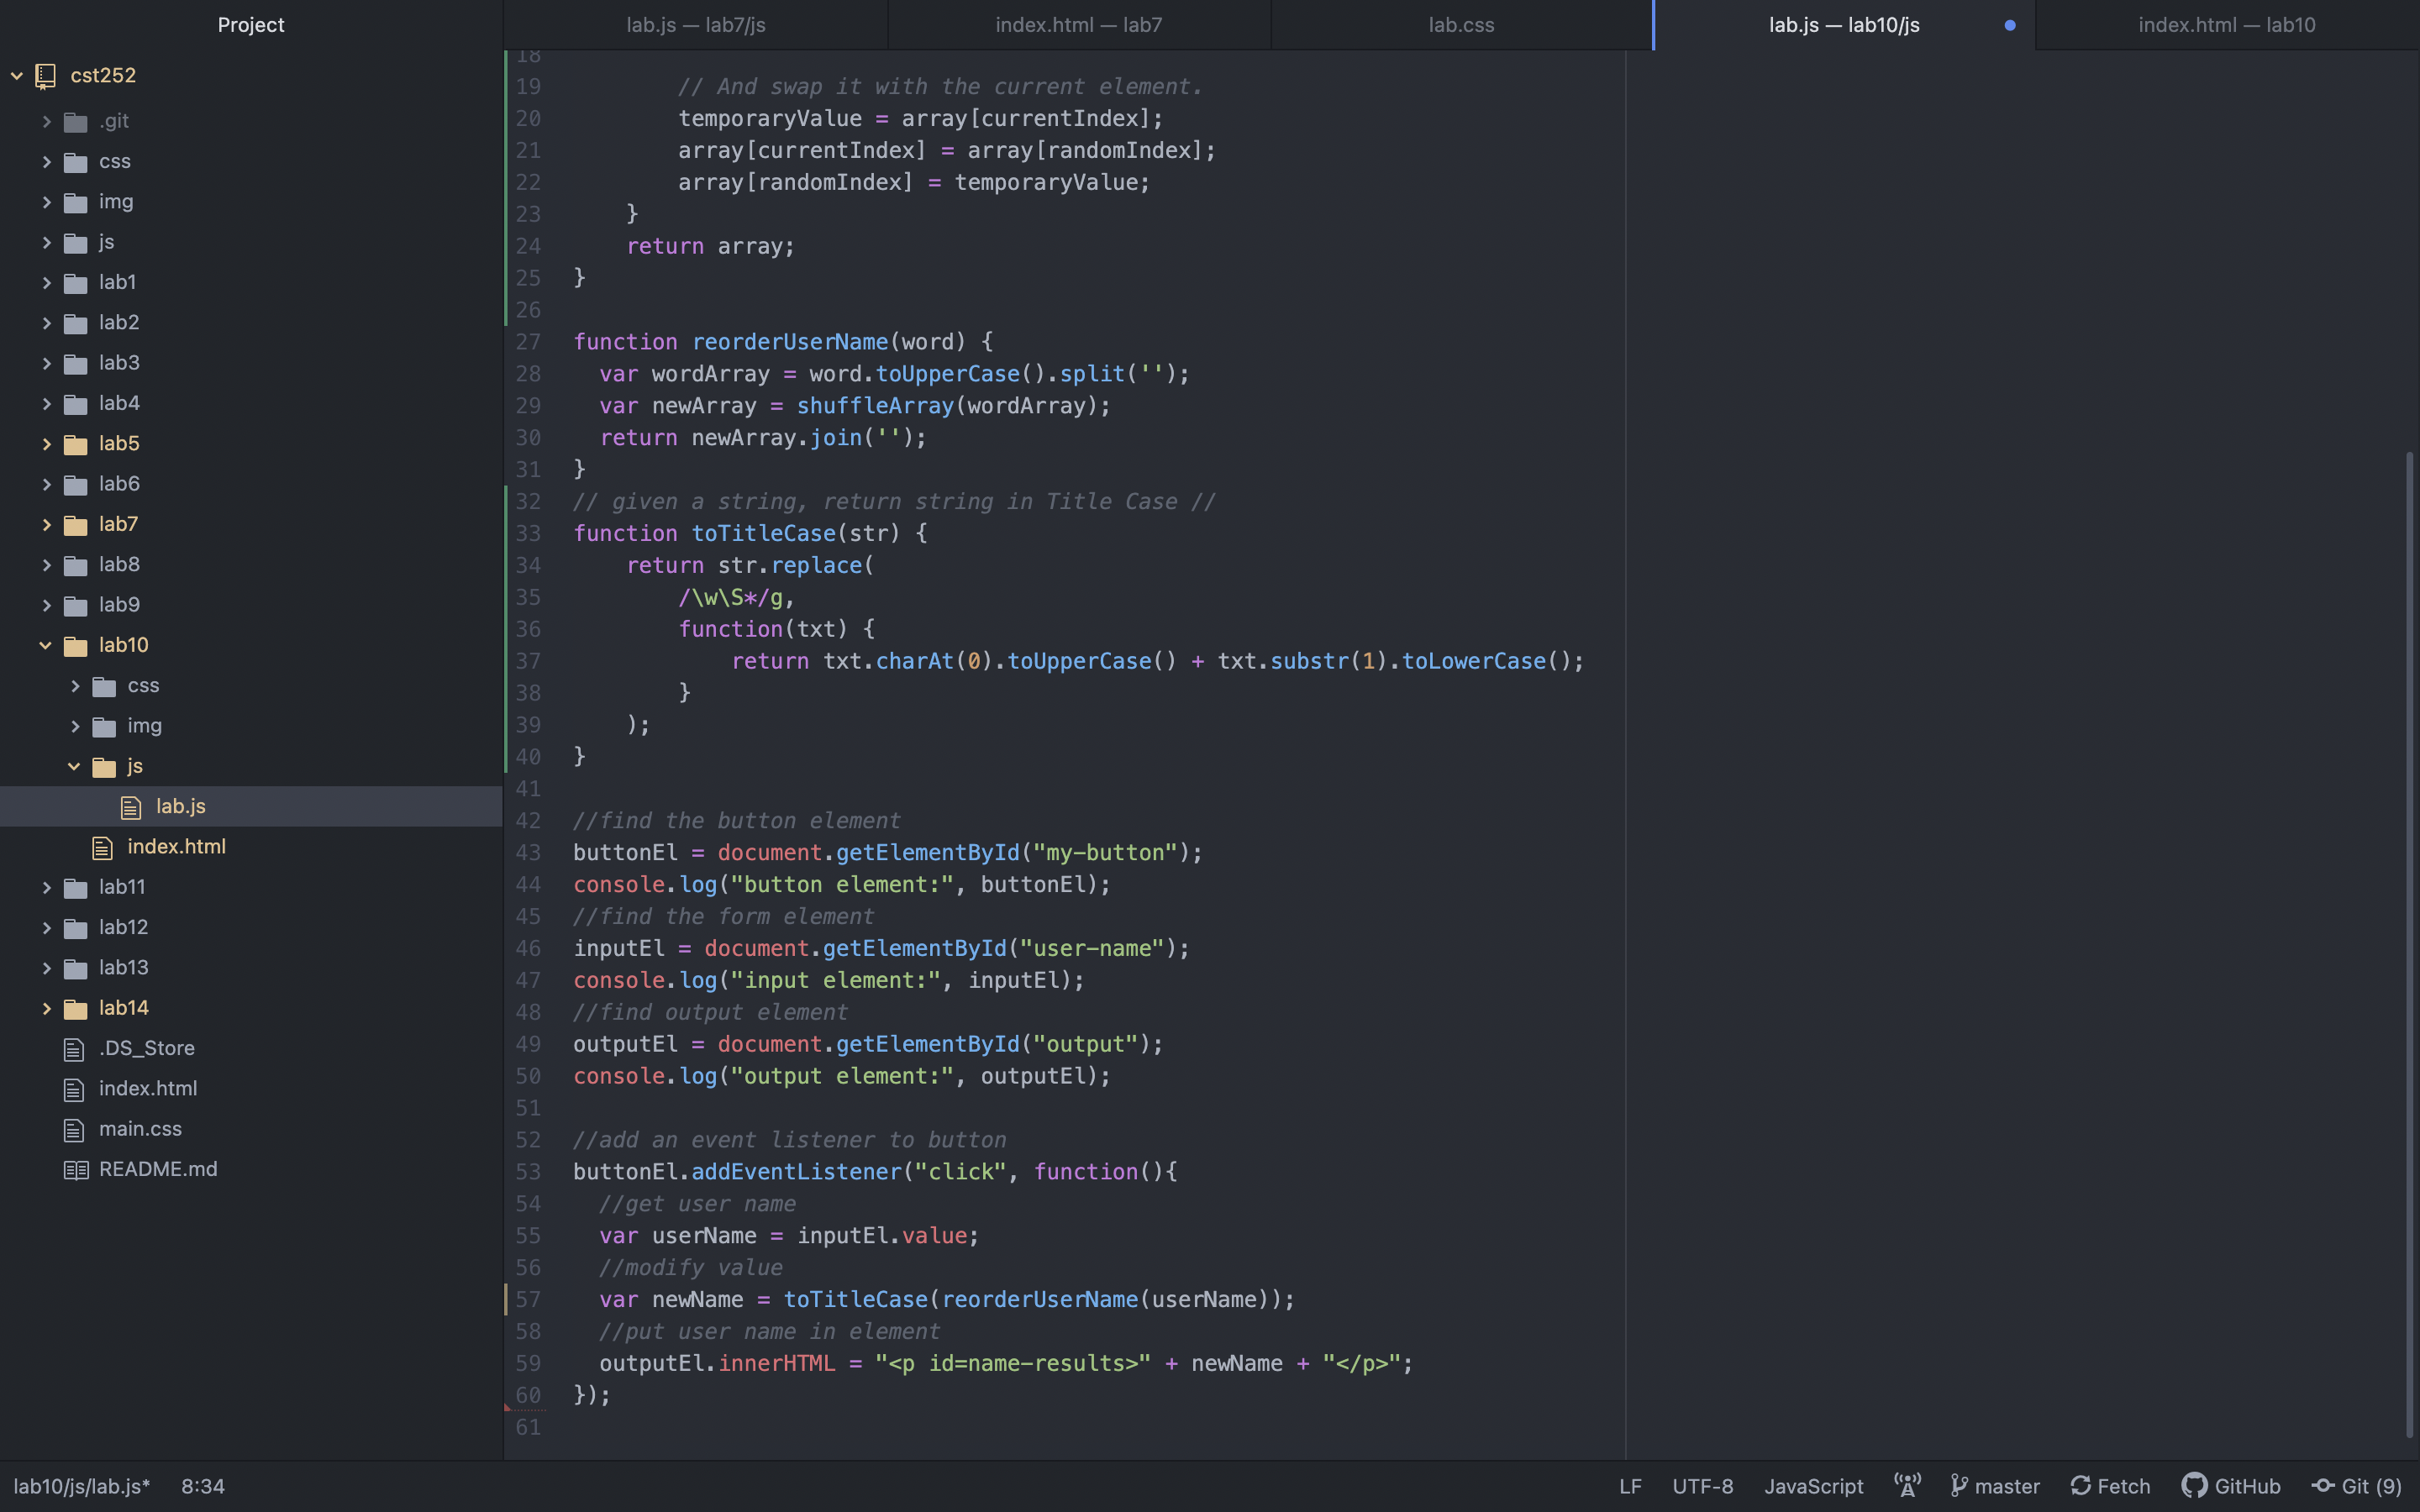 Project
lab.js — lab7/js
index.html — lab7
lab.css
lab.js — lab10/js
index.html — lab10
cst252
.git
css
img
js
lab1
lab2
lab3
lab4
lab5
lab6
lab7
lab8
lab9
lab10
css
img
js
lab.js
index.html
lab11
lab12
lab13
lab14
.DS_Store
index.html
main.css
README.md
18
19         // And swap it with the current element.
20         temporaryValue = array[currentIndex];
21         array[currentIndex] = array[randomIndex];
22         array[randomIndex] = temporaryValue;
23     }
24     return array;
25 }
26
27 function reorderUserName(word) {
28   var wordArray = word.toUpperCase().split('');
29   var newArray = shuffleArray(wordArray);
30   return newArray.join('');
31 }
32 // given a string, return string in Title Case //
33 function toTitleCase(str) {
34     return str.replace(
35         /\w\S*/g,
36         function(txt) {
37             return txt.charAt(0).toUpperCase() + txt.substr(1).toLowerCase();
38         }
39     );
40 }
41
42 //find the button element
43 buttonEl = document.getElementById("my-button");
44 console.log("button element:", buttonEl);
45 //find the form element
46 inputEl = document.getElementById("user-name");
47 console.log("input element:", inputEl);
48 //find output element
49 outputEl = document.getElementById("output");
50 console.log("output element:", outputEl);
51
52 //add an event listener to button
53 buttonEl.addEventListener("click", function(){
54   //get user name
55   var userName = inputEl.value;
56   //modify value
57   var newName = toTitleCase(reorderUserName(userName));
58   //put user name in element
59   outputEl.innerHTML = "<p id=name-results>" + newName + "</p>";
60 });
61
lab10/js/lab.js* 8:34 LF UTF-8 JavaScript master Fetch GitHub Git (9)